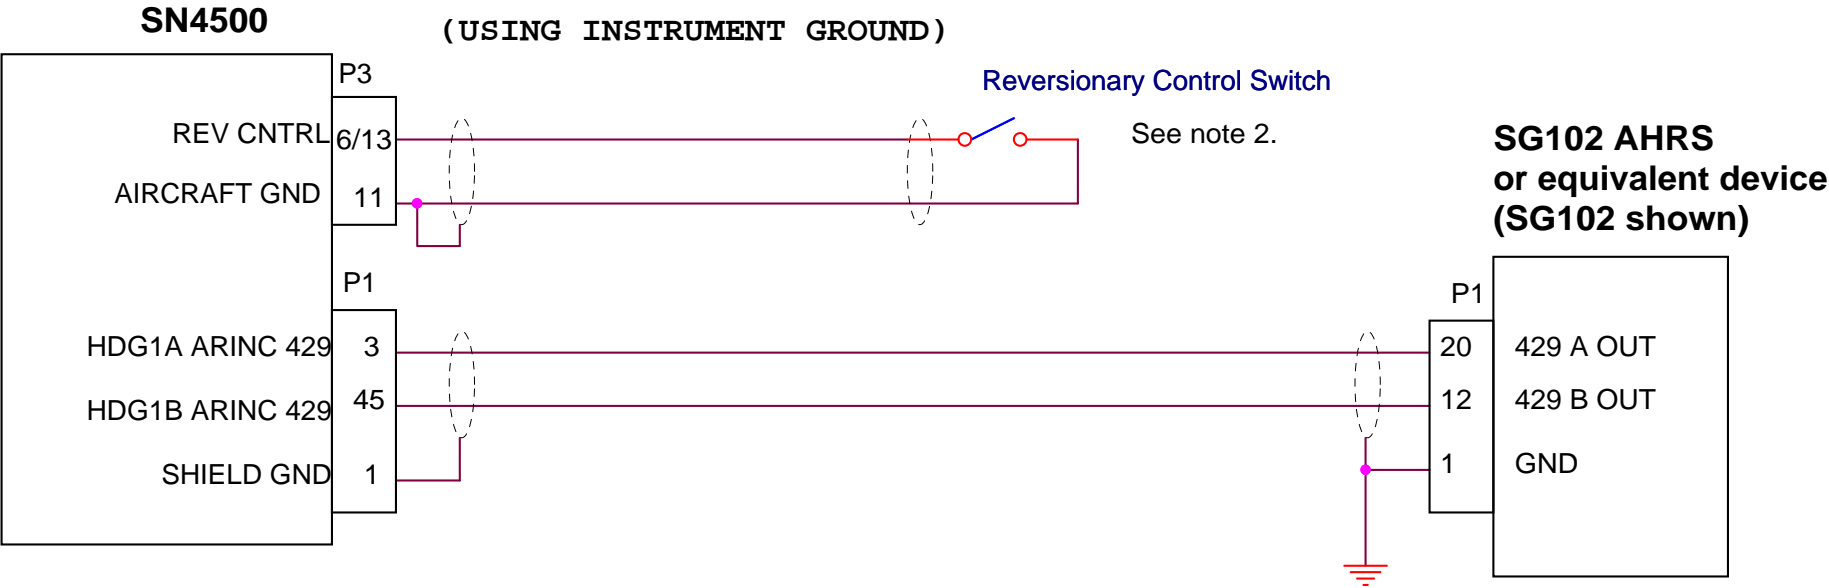 SN4500
(USING INSTRUMENT GROUND)
P3
Reversionary Control Switch
REV CNTRL 6/13
See note 2.
AIRCRAFT GND 11
SG102 AHRS
or equivalent device
(SG102 shown)
P1
HDG1A ARINC 429 3
HDG1B ARINC 429 45
SHIELD GND 1
P1
20 429 A OUT
12 429 B OUT
1 GND